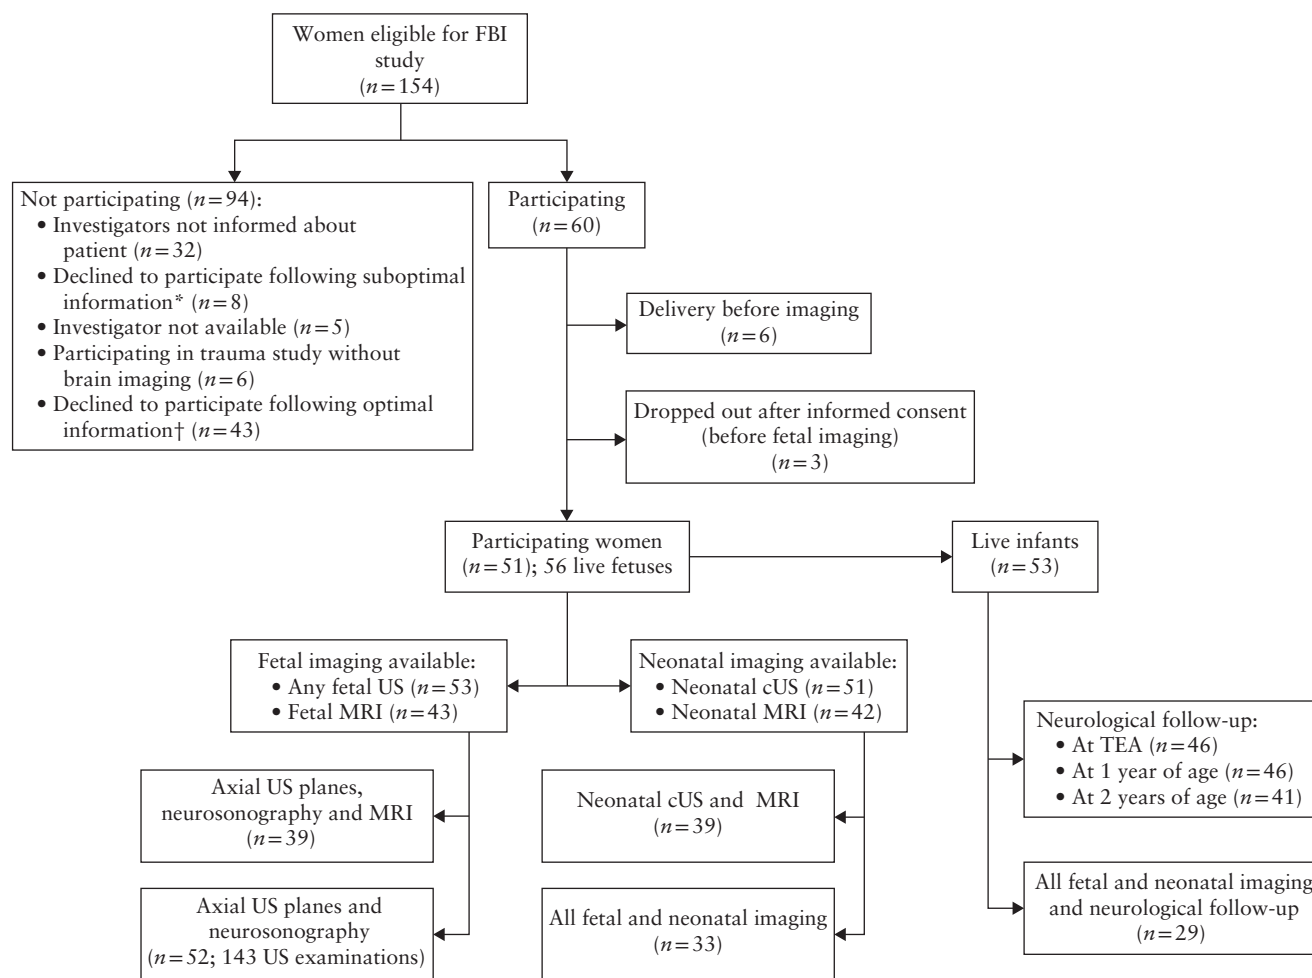 Women eligible for FBI
study
(n=154)
Not participating (n=94):
• Investigators not informed about
patient (n=32)
• Declined to participate following suboptimal
information* (n=8)
• Investigator not available (n=5)
• Participating in trauma study without
brain imaging (n=6)
• Declined to participate following optimal
information† (n=43)
Participating
(n=60)
Delivery before imaging
(n=6)
Dropped out after informed consent
(before fetal imaging)
(n=3)
Participating women
(n=51); 56 live fetuses
Live infants
(n=53)
Fetal imaging available:
• Any fetal US (n=53)
• Fetal MRI (n=43)
Neonatal imaging available:
• Neonatal cUS (n=51)
• Neonatal MRI (n=42)
Neurological follow-up:
• At TEA (n=46)
• At 1 year of age (n=46)
• At 2 years of age (n=41)
Axial US planes,
neurosonography and MRI
(n=39)
Neonatal cUS and MRI
(n=39)
Axial US planes and
neurosonography
(n=52; 143 US examinations)
All fetal and neonatal imaging
(n=33)
All fetal and neonatal imaging
and neurological follow-up
(n=29)